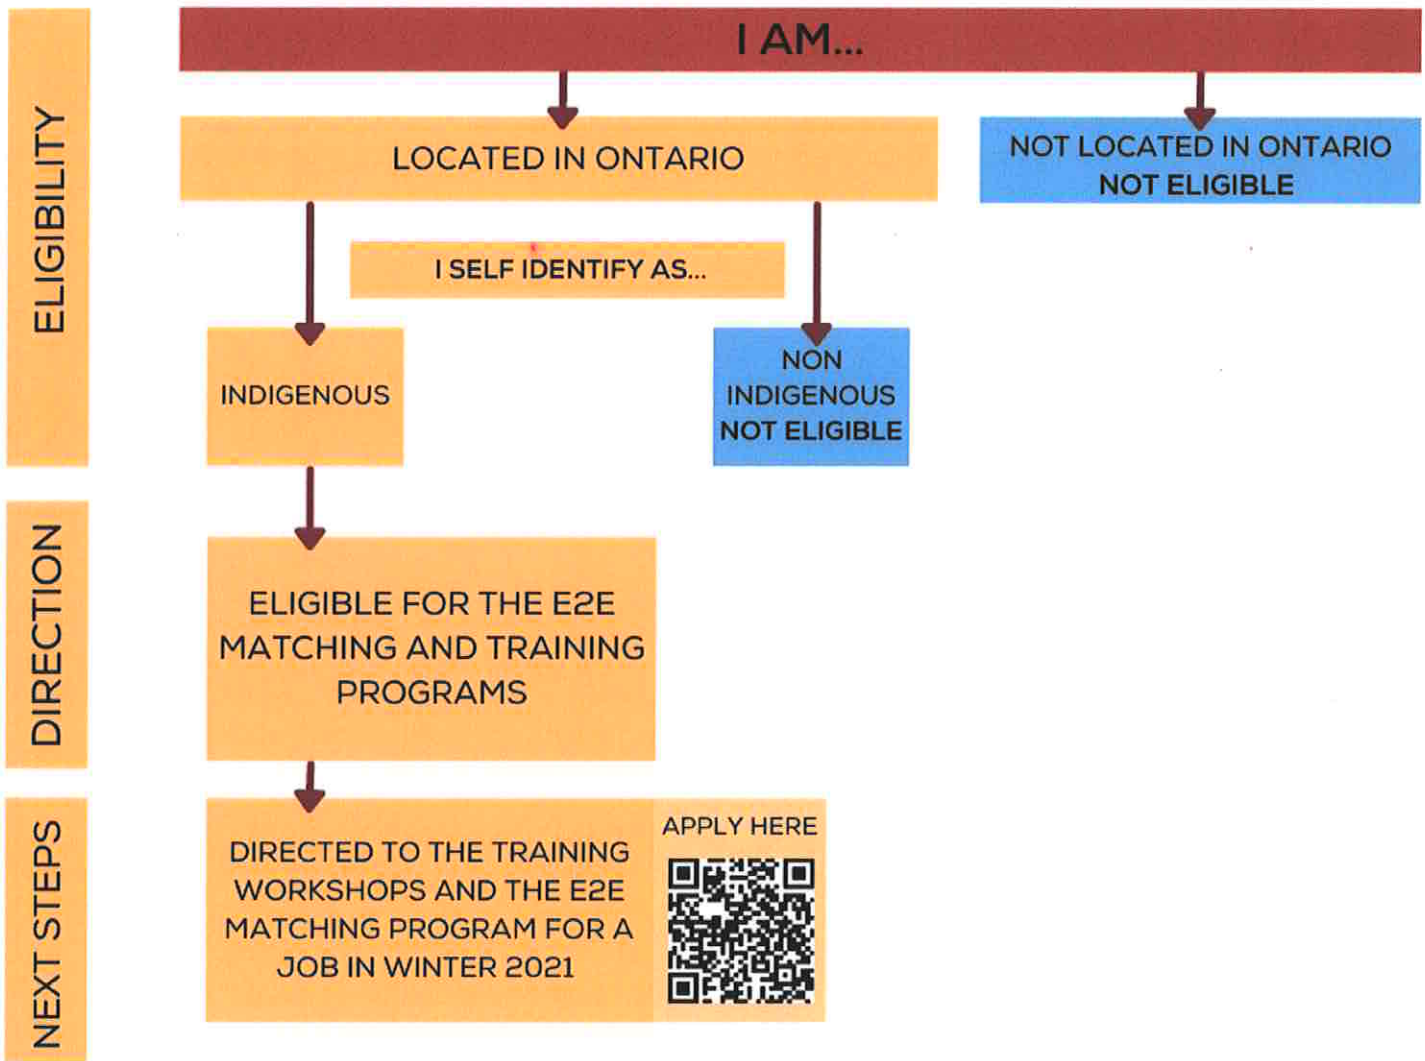 I AM...
ELIGIBILITY
LOCATED IN ONTARIO
NOT LOCATED IN ONTARIO
NOT ELIGIBLE
I SELF IDENTIFY AS...
INDIGENOUS
NON
INDIGENOUS
NOT ELIGIBLE
DIRECTION
ELIGIBLE FOR THE E2E
MATCHING AND TRAINING
PROGRAMS
NEXT STEPS
DIRECTED TO THE TRAINING
WORKSHOPS AND THE E2E
MATCHING PROGRAM FOR A
JOB IN WINTER 2021
APPLY HERE